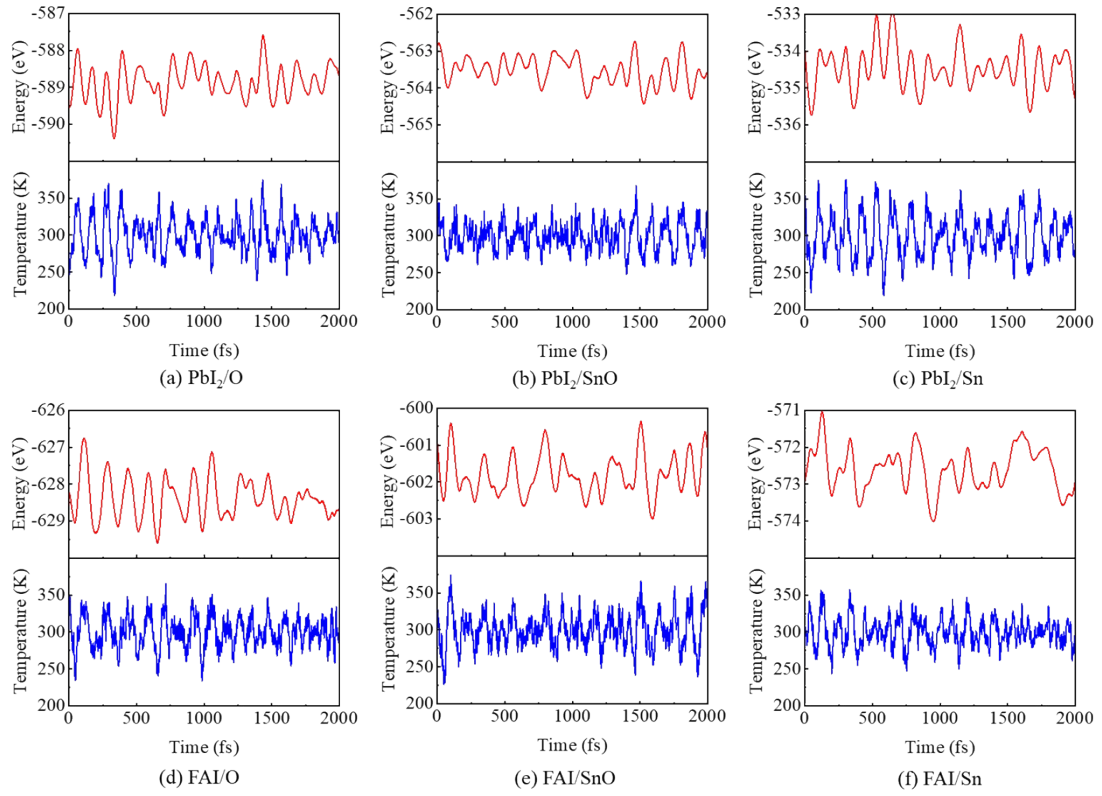 -587
-588
-589
-590
Energy (eV)
350
300
250
200
Temperature (K)
0 500 1000 1500 2000
Time (fs)
(a) PbI₂/O
-562
-563
-564
-565
Energy (eV)
350
300
250
200
Temperature (K)
0 500 1000 1500 2000
Time (fs)
(b) PbI₂/SnO
-533
-534
-535
-536
Energy (eV)
350
300
250
200
Temperature (K)
0 500 1000 1500 2000
Time (fs)
(c) PbI₂/Sn
-626
-627
-628
-629
Energy (eV)
350
300
250
200
Temperature (K)
0 500 1000 1500 2000
Time (fs)
(d) FAI/O
-600
-601
-602
-603
Energy (eV)
350
300
250
200
Temperature (K)
0 500 1000 1500 2000
Time (fs)
(e) FAI/SnO
-571
-572
-573
-574
Energy (eV)
350
300
250
200
Temperature (K)
0 500 1000 1500 2000
Time (fs)
(f) FAI/Sn